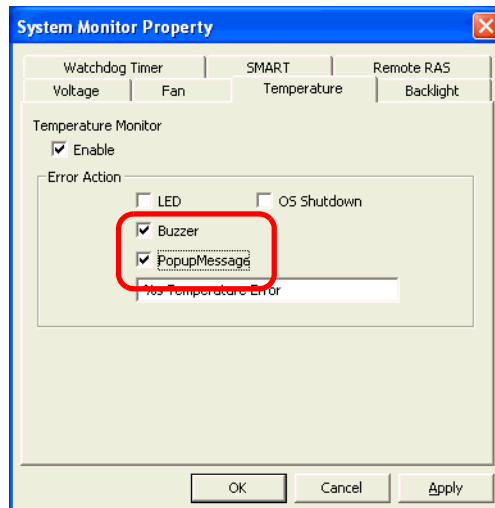 System Monitor Property
Watchdog Timer SMART Remote RAS
Voltage Fan Temperature Backlight
Temperature Monitor
Enable
Error Action
LED OS Shutdown
Buzzer
PopupMessage
%s Temperature Error
OK Cancel Apply